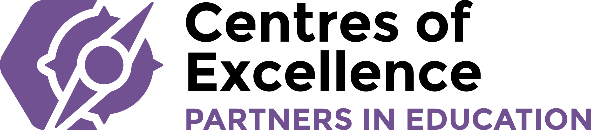 Centres of
Excellence
PARTNERS IN EDUCATION